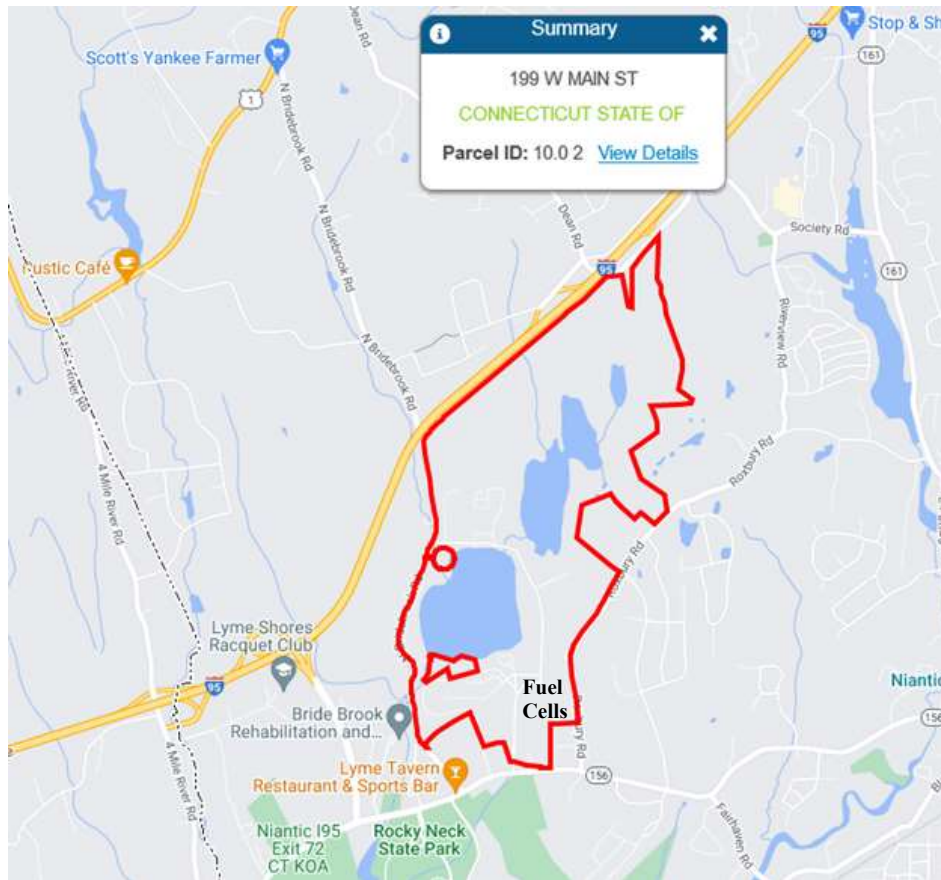 Summary
199 W MAIN ST
CONNECTICUT STATE OF
Parcel ID: 10.0 2 View Details
Dean Rd
95
Stop & Sh
161
Scott's Yankee Farmer
1
N Bridebrook Rd
Dean Rd
Society Rd
161
Rustic Café
N Bridebrook Rd
95
Riverview Rd
N Bridebrook Rd
4 Mile River Rd
Roxbury Rd
Roxbury Rd
Lyme Shores
Racquet Club
95
Fuel
Cells
Niantic
Bride Brook
Rehabilitation and...
4 Mile River Rd
156
156
Lyme Tavern
Restaurant & Sports Bar
Niantic I95
Exit 72
CT KOA
Rocky Neck
State Park
Fairhaven Rd